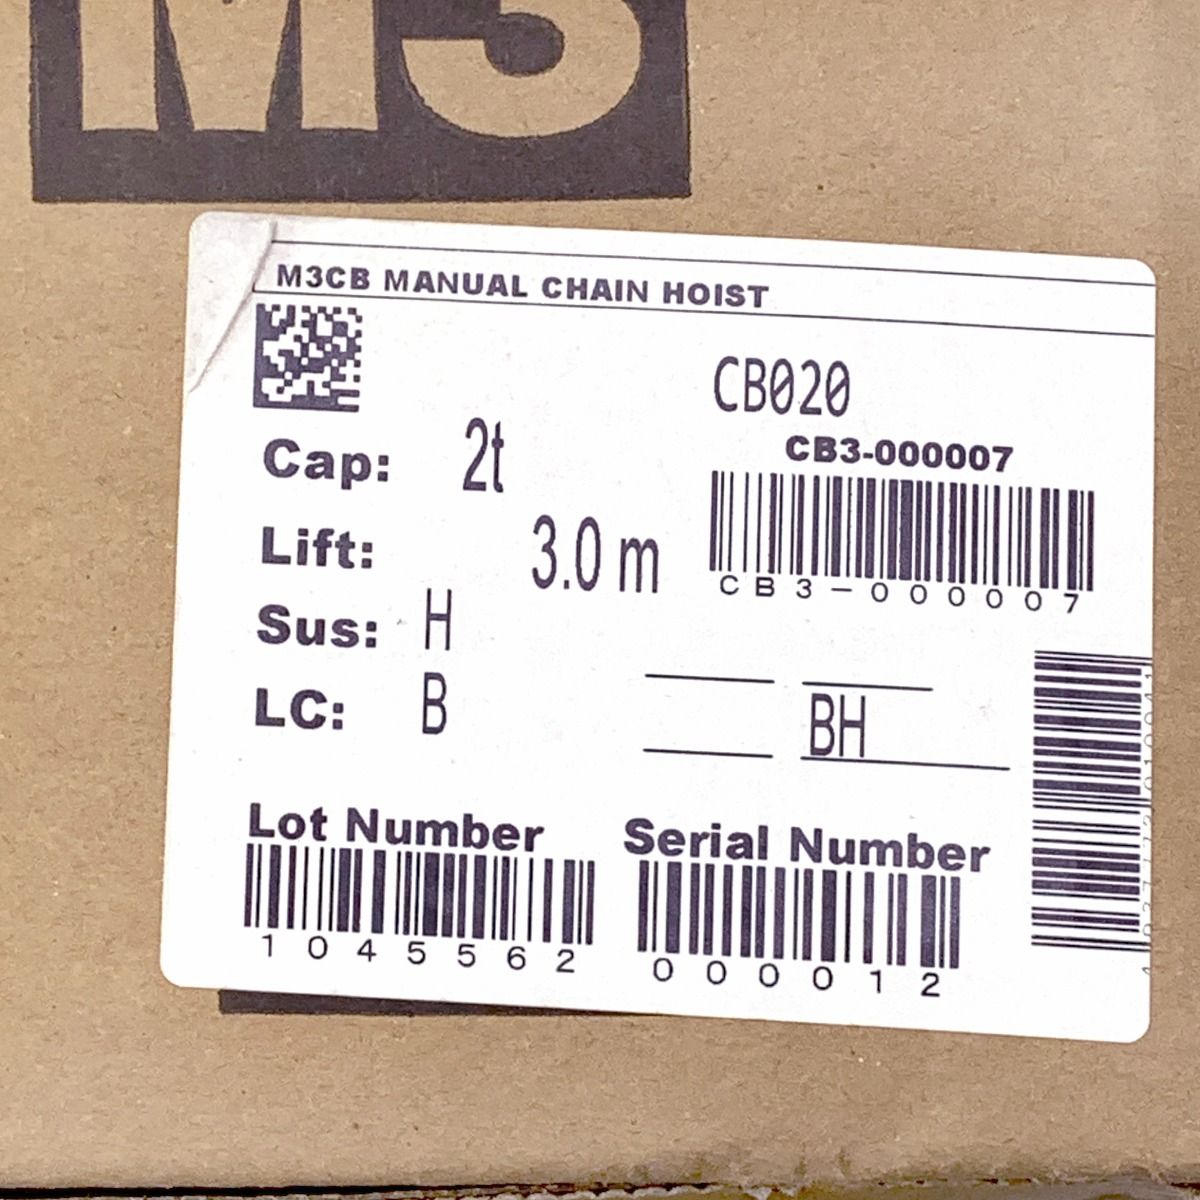 M3
M3CB MANUAL CHAIN HOIST
CB020
CB3-000007
Cap: 2t
CB3-000007
Lift: 3.0 m
Sus: H
LC: B
BH
Lot Number
1045562
Serial Number
000012